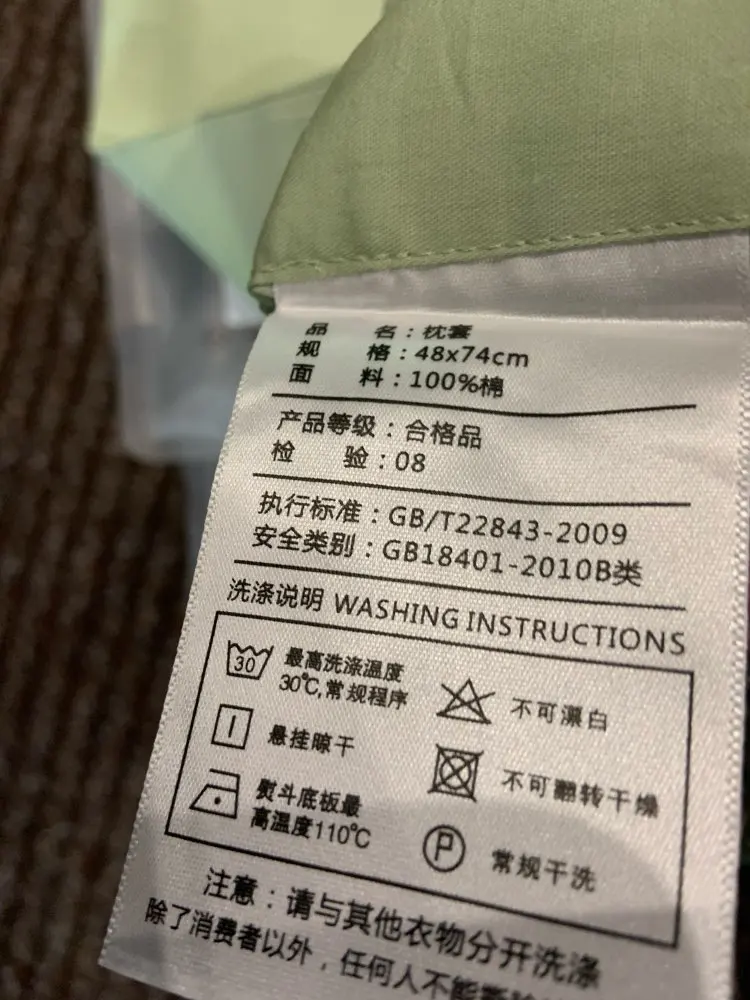 品 名：枕套
规 格：48x74cm
面 料：100%棉
产品等级：合格品
检 验：08
执行标准：GB/T22843-2009
安全类别：GB18401-2010B类
洗涤说明 WASHING INSTRUCTIONS
30 最高洗涤温度
30℃,常规程序
不可漂白
悬挂晾干
不可翻转干燥
熨斗底板最
高温度110℃
P 常规干洗
注意：请与其他衣物分开洗涤
除了消费者以外，任何人不能